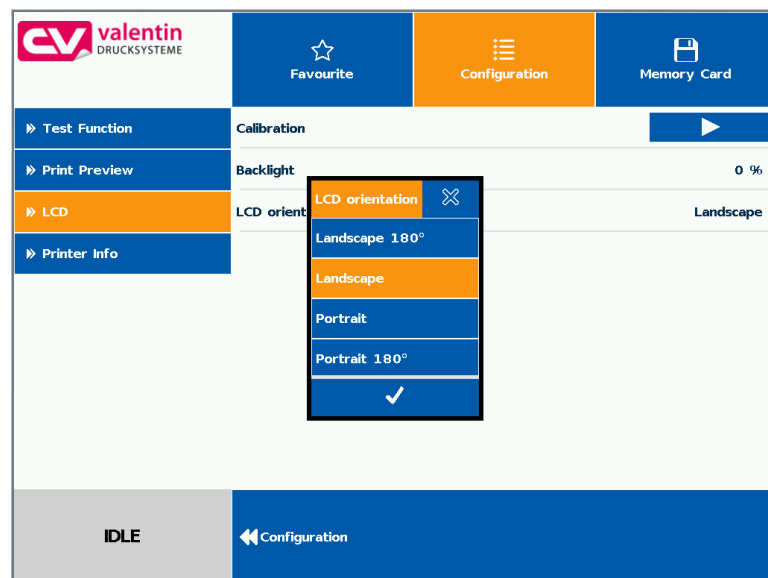 valentin
DRUCKSYSTEME
Favourite
Configuration
Memory Card
Test Function
Calibration
Print Preview
Backlight
0 %
LCD
LCD orient
Landscape
Printer Info
LCD orientation
Landscape 180°
Landscape
Portrait
Portrait 180°
IDLE
Configuration